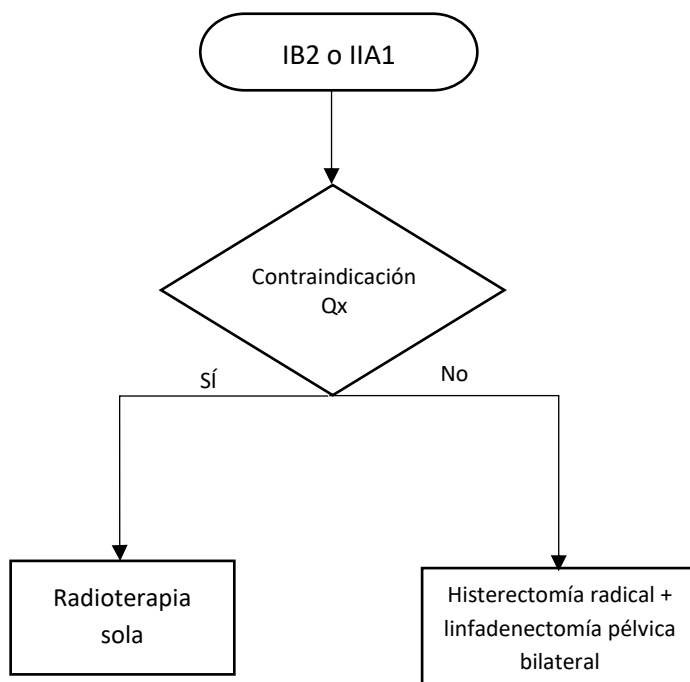 IB2 o IIA1
Contraindicación
Qx
SÍ
No
Radioterapia
sola
Histerectomía radical +
linfadenectomía pélvica
bilateral